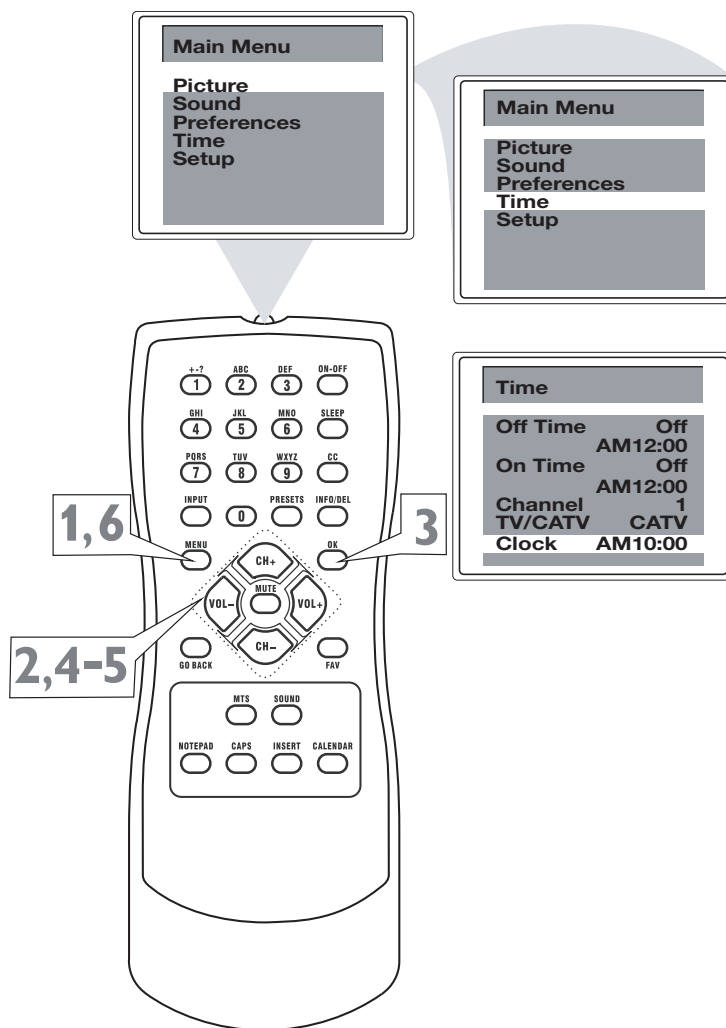 Main Menu
Picture
Sound
Preferences
Time
Setup
Main Menu
Picture
Sound
Preferences
Time
Setup
Time
Off Time Off
AM12:00
On Time Off
AM12:00
Channel 1
TV/CATV CATV
Clock AM10:00
+-? ABC DEF ON-OFF
1 2 3
GHI JKL MNO SLEEP
4 5 6
PQRS TUV WXYZ CC
7 8 9
INPUT PRESETS INFO/DEL
0
1,6
3
MENU OK
CH+
VOL- MUTE VOL+
CH-
2,4-5
GO BACK FAV
MTS SOUND
NOTEPAD CAPS INSERT CALENDAR